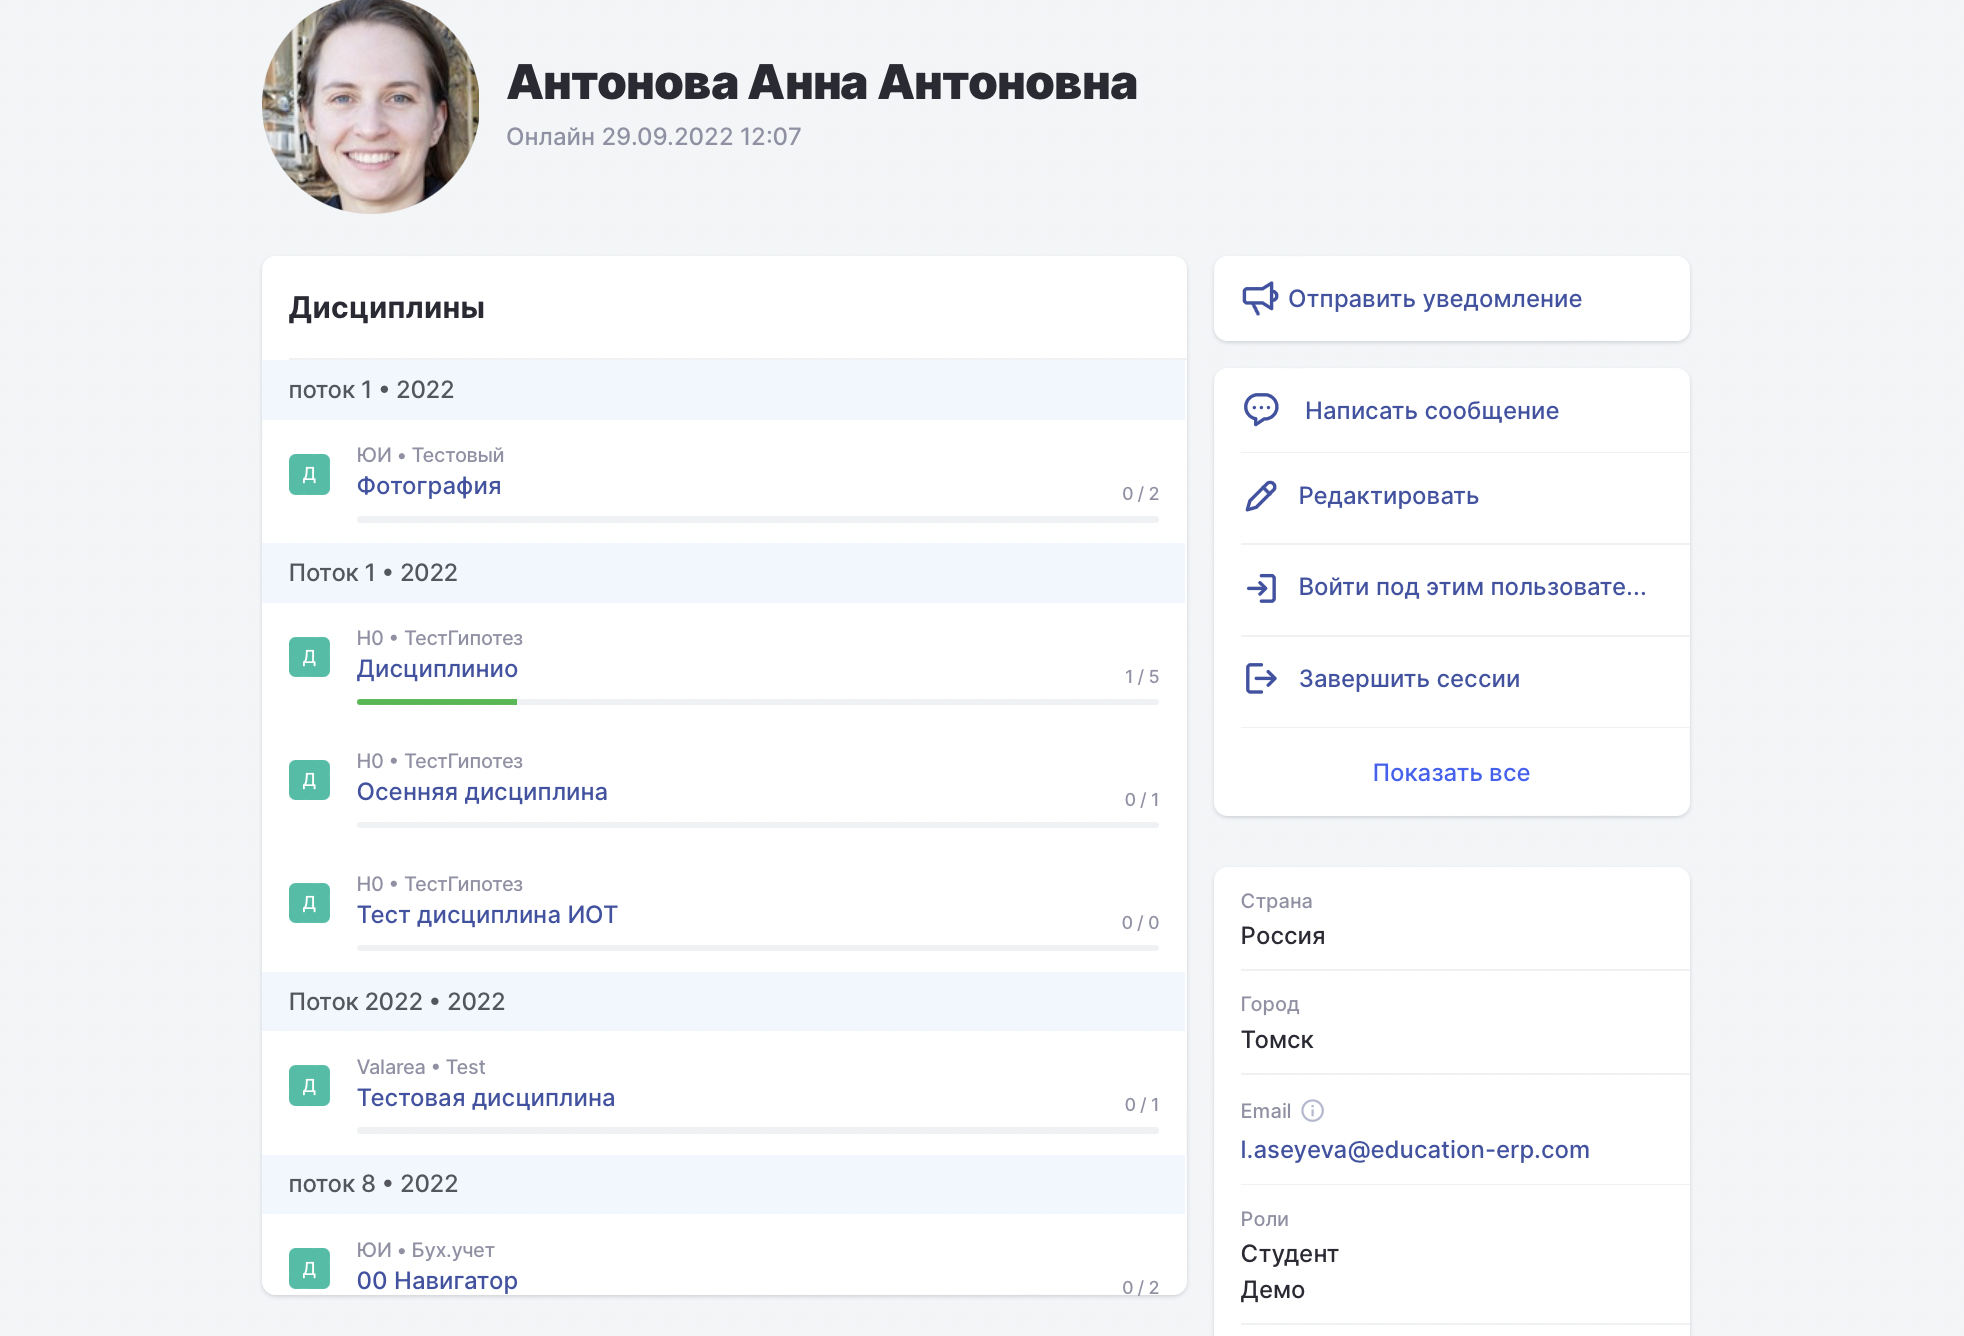 Антонова Анна Антоновна
Онлайн 29.09.2022 12:07
Дисциплины
поток 1 • 2022
Д
ЮИ • Тестовый
Фотография
0 / 2
Поток 1 • 2022
Д
Н0 • ТестГипотез
Дисциплинио
1 / 5
Д
Н0 • ТестГипотез
Осенняя дисциплина
0 / 1
Д
Н0 • ТестГипотез
Тест дисциплина ИОТ
0 / 0
Поток 2022 • 2022
Д
Valarea • Test
Тестовая дисциплина
0 / 1
поток 8 • 2022
Д
ЮИ • Бух.учет
00 Навигатор
0 / 2
Отправить уведомление
Написать сообщение
Редактировать
Войти под этим пользовате...
Завершить сессии
Показать все
Страна
Россия
Город
Томск
Email
l.aseyeva@education-erp.com
Роли
Студент
Демо